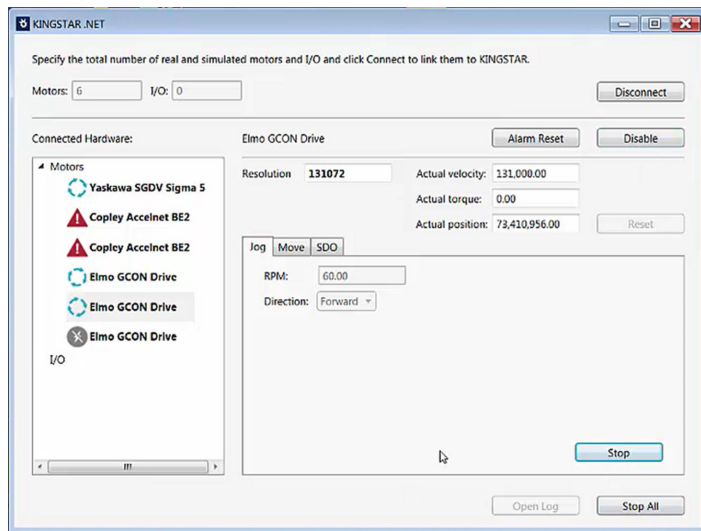 KINGSTAR .NET
Specify the total number of real and simulated motors and I/O and click Connect to link them to KINGSTAR.
Motors: 6 I/O: 0 Disconnect
Connected Hardware: Elmo GCON Drive Alarm Reset Disable
Motors
Yaskawa SGDV Sigma 5
Copley Accelnet BE2
Copley Accelnet BE2
Elmo GCON Drive
Elmo GCON Drive
Elmo GCON Drive
I/O
Resolution 131072 Actual velocity: 131,000.00
Actual torque: 0.00
Actual position: 73,410,956.00 Reset
Jog Move SDO
RPM: 60.00
Direction: Forward
Stop
Open Log Stop All